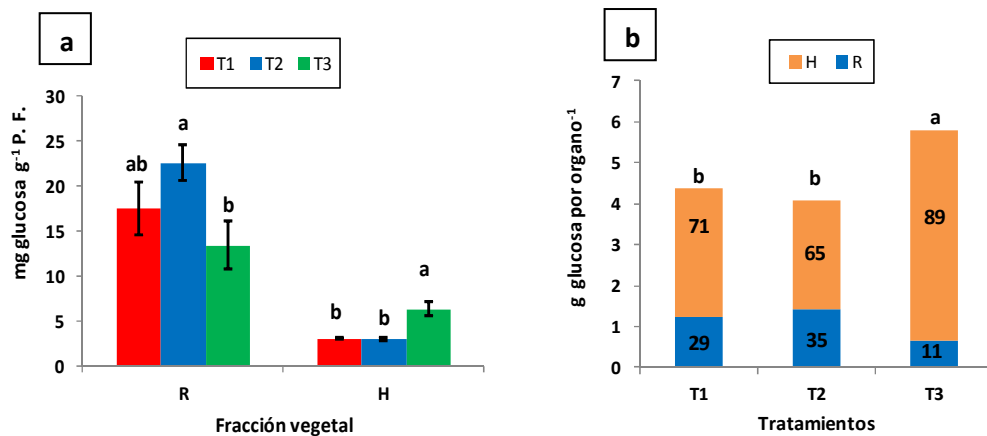 a
T1 T2 T3
mg glucosa g-1 P. F.
30
25
20
15
10
5
0
ab
a
b
b
b
a
R
H
Fracción vegetal
b
H R
g glucosa por organo-1
7
6
5
4
3
2
1
0
b
b
a
71
65
89
29
35
11
T1
T2
T3
Tratamientos